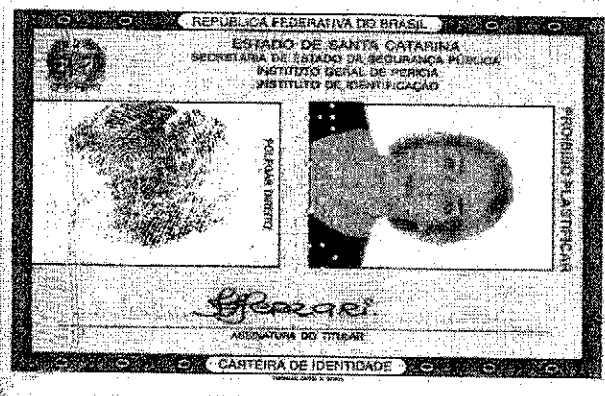 REPÚBLICA FEDERATIVA DO BRASIL
ESTADO DE SANTA CATARINA
SECRETARIA DE ESTADO DA SEGURANÇA PÚBLICA
INSTITUTO GERAL DE PERÍCIA
INSTITUTO DE IDENTIFICAÇÃO
POLEGAR DIREITO
PROIBIDO PLASTIFICAR
ASSINATURA DO TITULAR
CARTEIRA DE IDENTIDADE